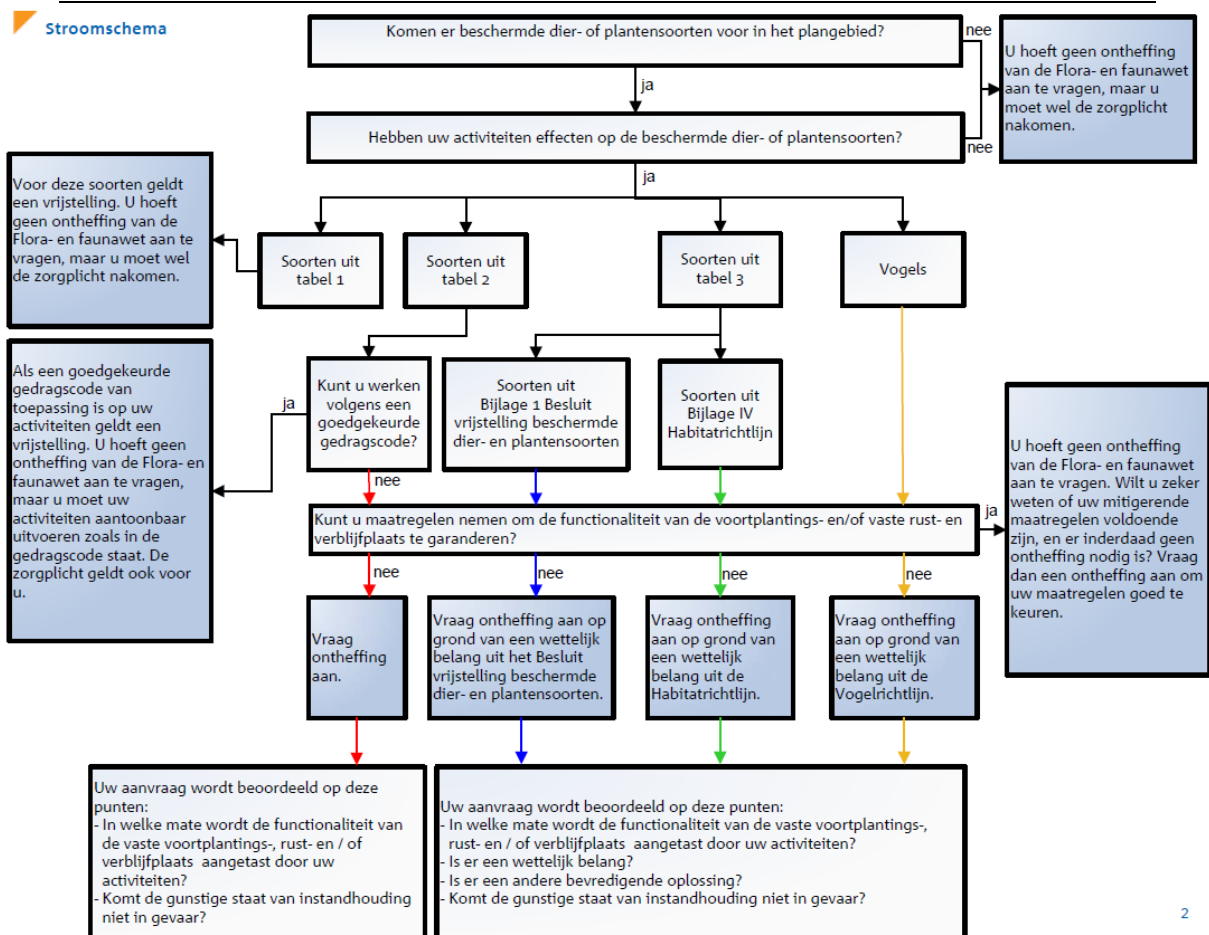 Stroomschema
Komen er beschermde dier- of plantensoorten voor in het plangebied?
nee
U hoeft geen ontheffing
van de Flora- en faunawet
aan te vragen, maar u
moet wel de zorgplicht
nakomen.
ja
Hebben uw activiteiten effecten op de beschermde dier- of plantensoorten?
nee
ja
Voor deze soorten geldt
een vrijstelling. U hoeft
geen ontheffing van de
Flora- en faunawet aan te
vragen, maar u moet wel
de zorgplicht nakomen.
Soorten uit
tabel 1
Soorten uit
tabel 2
Soorten uit
tabel 3
Vogels
Als een goedgekeurde
gedragscode van
toepassing is op uw
activiteiten geldt een
vrijstelling. U hoeft geen
ontheffing van de Flora- en
faunawet aan te vragen,
maar u moet uw
activiteiten aantoonbaar
uitvoeren zoals in de
gedragscode staat. De
zorgplicht geldt ook voor
u.
ja
Kunt u werken
volgens een
goedgekeurde
gedragscode?
Soorten uit
Bijlage 1 Besluit
vrijstelling beschermde
dier- en plantensoorten
Soorten uit
Bijlage IV
Habitatrichtlijn
nee
Kunt u maatregelen nemen om de functionaliteit van de voortplantings- en/of vaste rust- en
verblijfplaats te garanderen?
ja
U hoeft geen ontheffing
van de Flora- en faunawet
aan te vragen. Wilt u zeker
weten of uw mitigerende
maatregelen voldoende
zijn, en er inderdaad geen
ontheffing nodig is? Vraag
dan een ontheffing aan om
uw maatregelen goed te
keuren.
nee
nee
nee
nee
Vraag
ontheffing
aan.
Vraag ontheffing aan op
grond van een wettelijk
belang uit het Besluit
vrijstelling beschermde
dier- en plantensoorten.
Vraag ontheffing
aan op grond van
een wettelijk
belang uit de
Habitatrichtlijn.
Vraag ontheffing
aan op grond van
een wettelijk
belang uit de
Vogelrichtlijn.
Uw aanvraag wordt beoordeeld op deze
punten:
- In welke mate wordt de functionaliteit van
de vaste voortplantings-, rust- en / of
verblijfplaats aangetast door uw
activiteiten?
- Komt de gunstige staat van instandhouding
niet in gevaar?
Uw aanvraag wordt beoordeeld op deze punten:
- In welke mate wordt de functionaliteit van de vaste voortplantings-,
rust- en / of verblijfplaats aangetast door uw activiteiten?
- Is er een wettelijk belang?
- Is er een andere bevredigende oplossing?
- Komt de gunstige staat van instandhouding niet in gevaar?
2